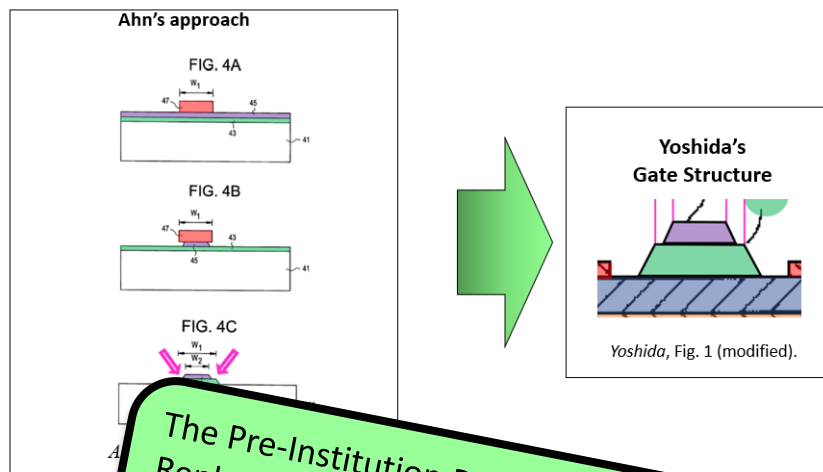 Ahn's approach
FIG. 4A
W₁
47
45
43
41
FIG. 4B
W₁
47
43
45
41
FIG. 4C
W₁
W₂
Yoshida's
Gate Structure
Yoshida, Fig. 1 (modified).
The Pre-Institution